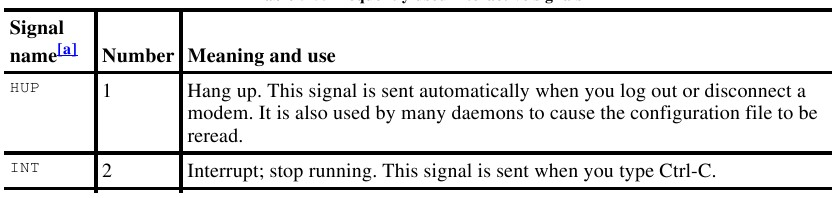 Signal
name[a]
Number
Meaning and use
HUP
1
Hang up. This signal is sent automatically when you log out or disconnect a
modem. It is also used by many daemons to cause the configuration file to be
reread.
INT
2
Interrupt; stop running. This signal is sent when you type Ctrl-C.